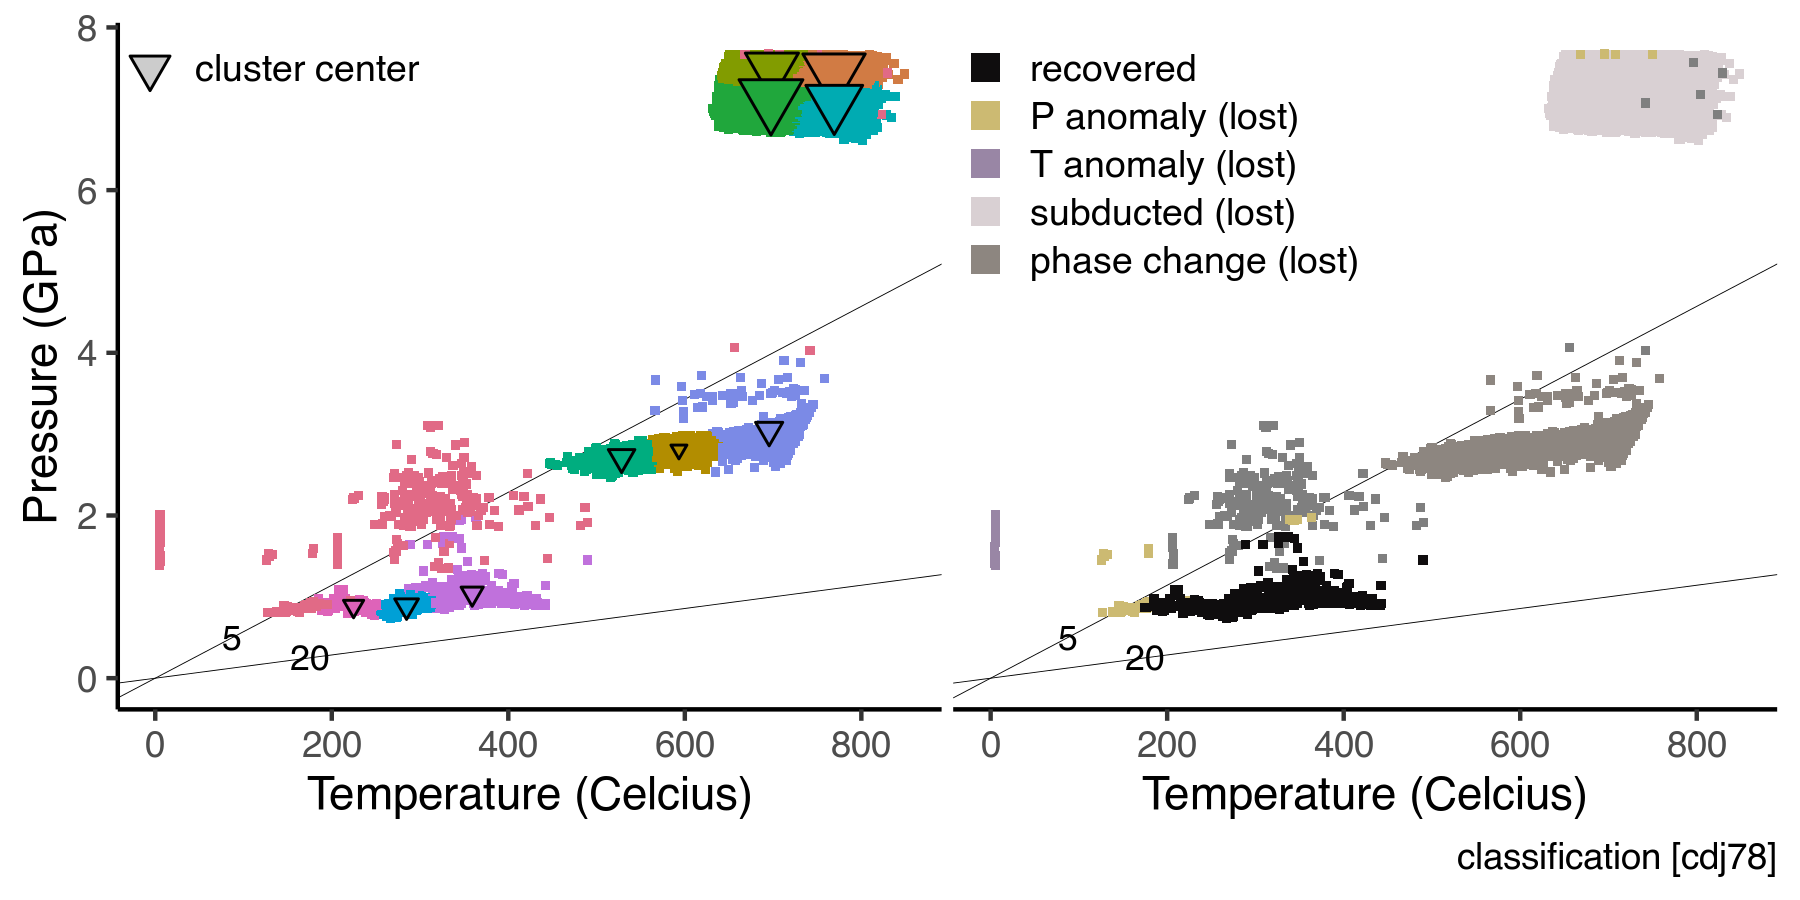 8
6
4
2
0
Pressure (GPa)
cluster center
5
20
0
200
400
600
800
Temperature (Celcius)
recovered
P anomaly (lost)
T anomaly (lost)
subducted (lost)
phase change (lost)
5
20
0
200
400
600
800
Temperature (Celcius)
classification [cdj78]